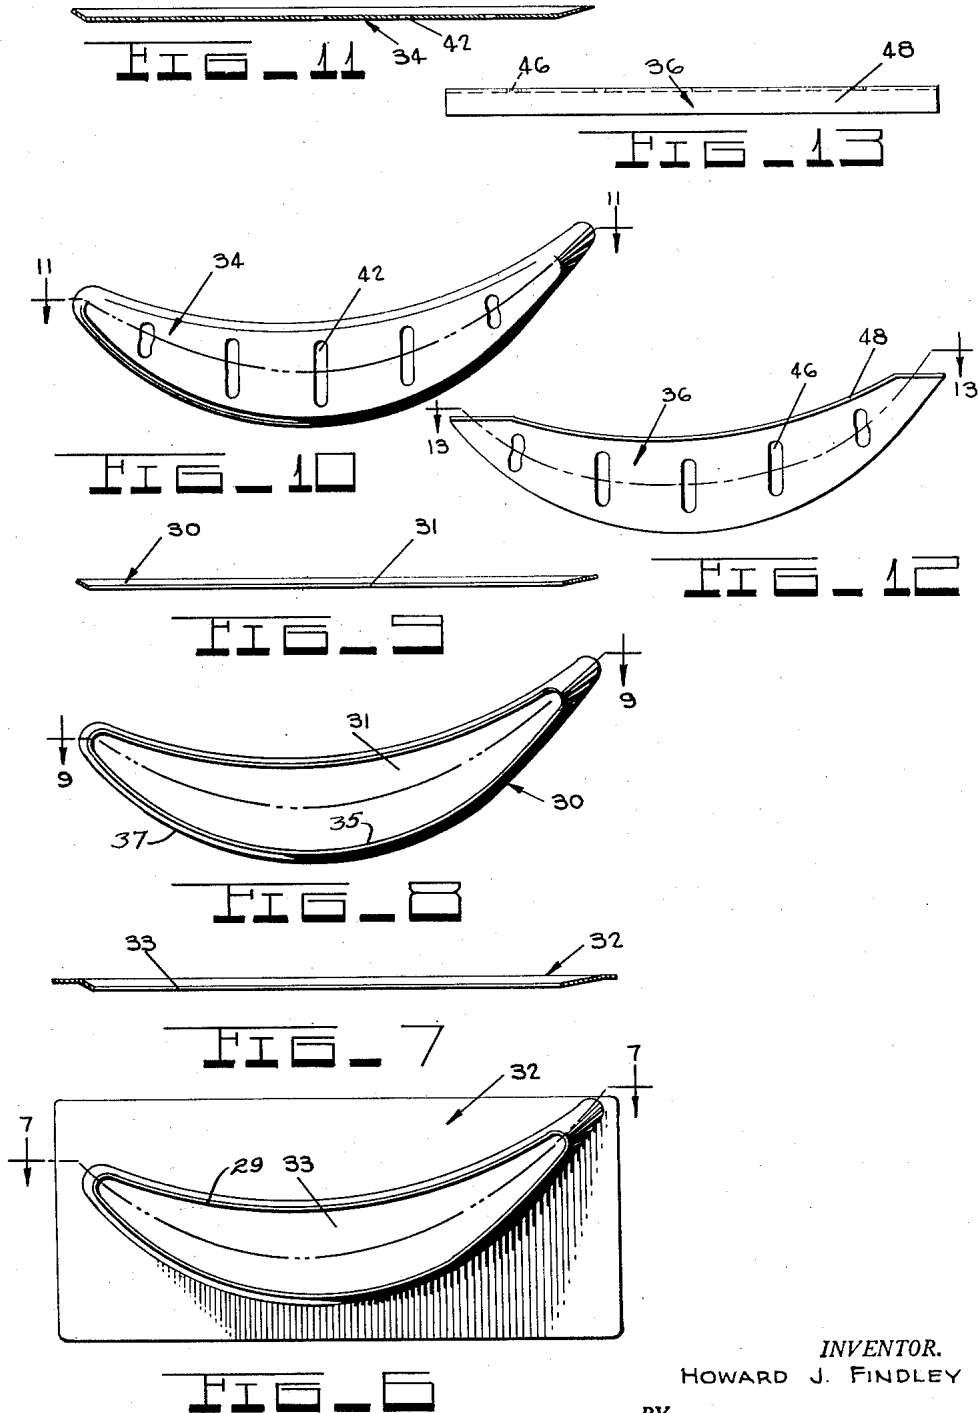 34 42
FIG_11
46 36 48
FIG_13
11 11
34 42
48
46
36
13 13
FIG_10
30 31
FIG_12
FIG_9
9 9
31
30
37 35
FIG_8
33 32
FIG_7
32 7
7
29 33
INVENTOR.
HOWARD J. FINDLEY
FIG_6
BY